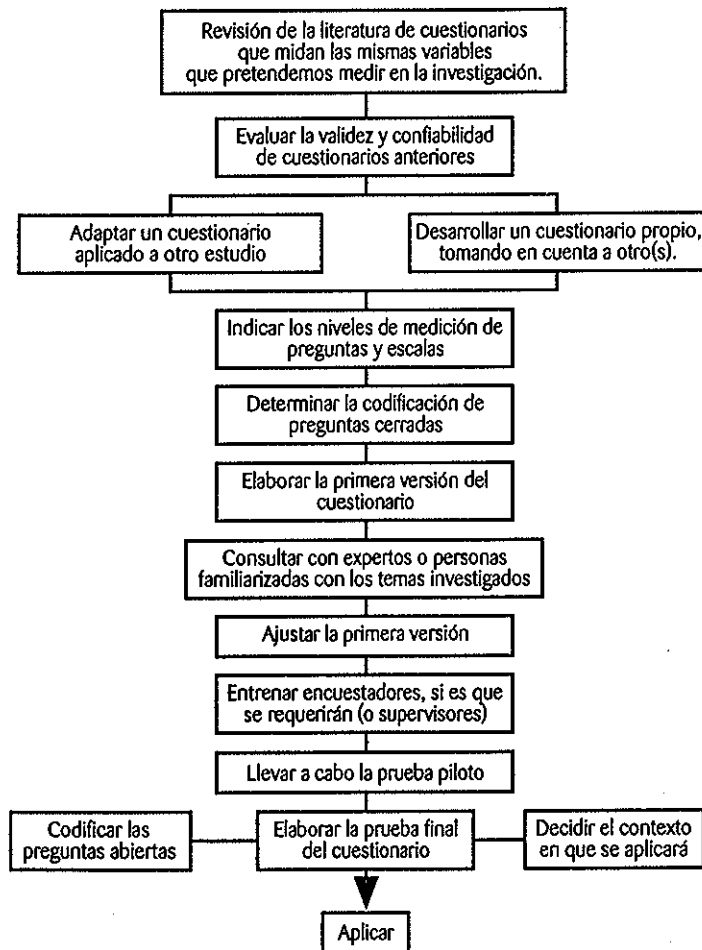 Revisión de la literatura de cuestionarios
que midan las mismas variables
que pretendemos medir en la investigación.
Evaluar la validez y confiabilidad
de cuestionarios anteriores
Adaptar un cuestionario
aplicado a otro estudio
Desarrollar un cuestionario propio,
tomando en cuenta a otro(s).
Indicar los niveles de medición de
preguntas y escalas
Determinar la codificación de
preguntas cerradas
Elaborar la primera versión del
cuestionario
Consultar con expertos o personas
familiarizadas con los temas investigados
Ajustar la primera versión
Entrenar encuestadores, si es que
se requerirán (o supervisores)
Llevar a cabo la prueba piloto
Codificar las
preguntas abiertas
Elaborar la prueba final
del cuestionario
Decidir el contexto
en que se aplicará
Aplicar